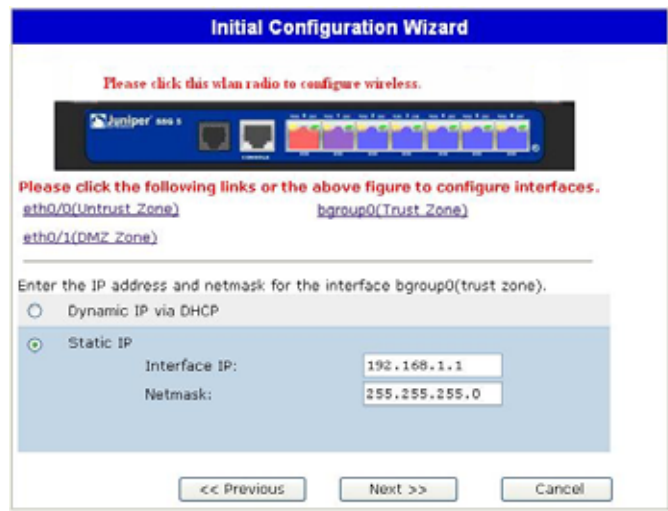 Initial Configuration Wizard
Please click this wlan radio to configure wireless.
Juniper SSG 5
CONSOLE
Please click the following links or the above figure to configure interfaces.
eth0/0(Untrust Zone) bgroup0(Trust Zone)
eth0/1(DMZ Zone)
Enter the IP address and netmask for the interface bgroup0(trust zone).
Dynamic IP via DHCP
Static IP
Interface IP: 192.168.1.1
Netmask: 255.255.255.0
<< Previous Next >> Cancel